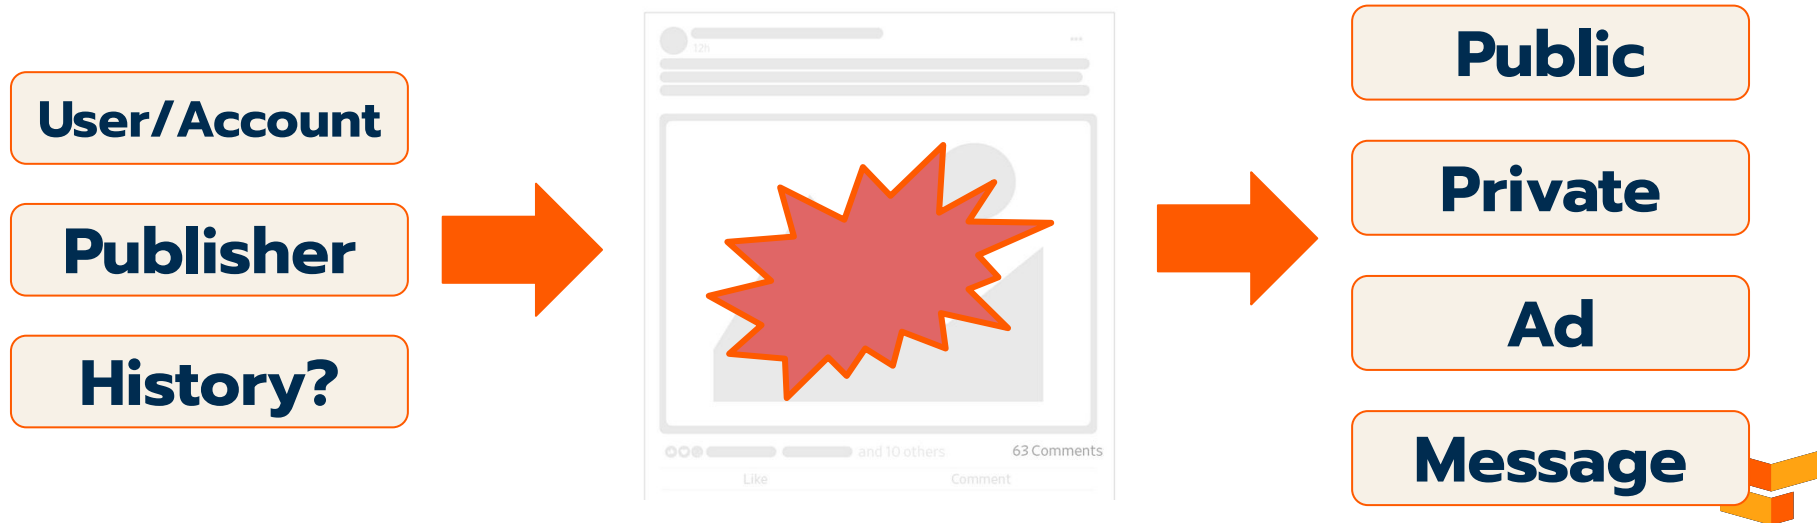 User/Account
Publisher
History?
12h
and 10 others
63 Comments
Like
Comment
Public
Private
Ad
Message